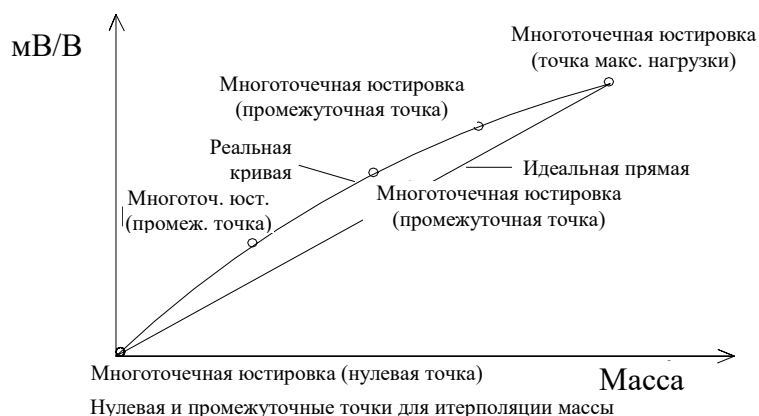 мВ/В
Многоточечная юстировка
(точка макс. нагрузки)
Многоточечная юстировка
(промежуточная точка)
Реальная
кривая
Идеальная прямая
Многоточ. юст.
(промеж. точка)
Многоточечная юстировка
(промежуточная точка)
Многоточечная юстировка (нулевая точка)
Масса
Нулевая и промежуточные точки для итерполяции массы